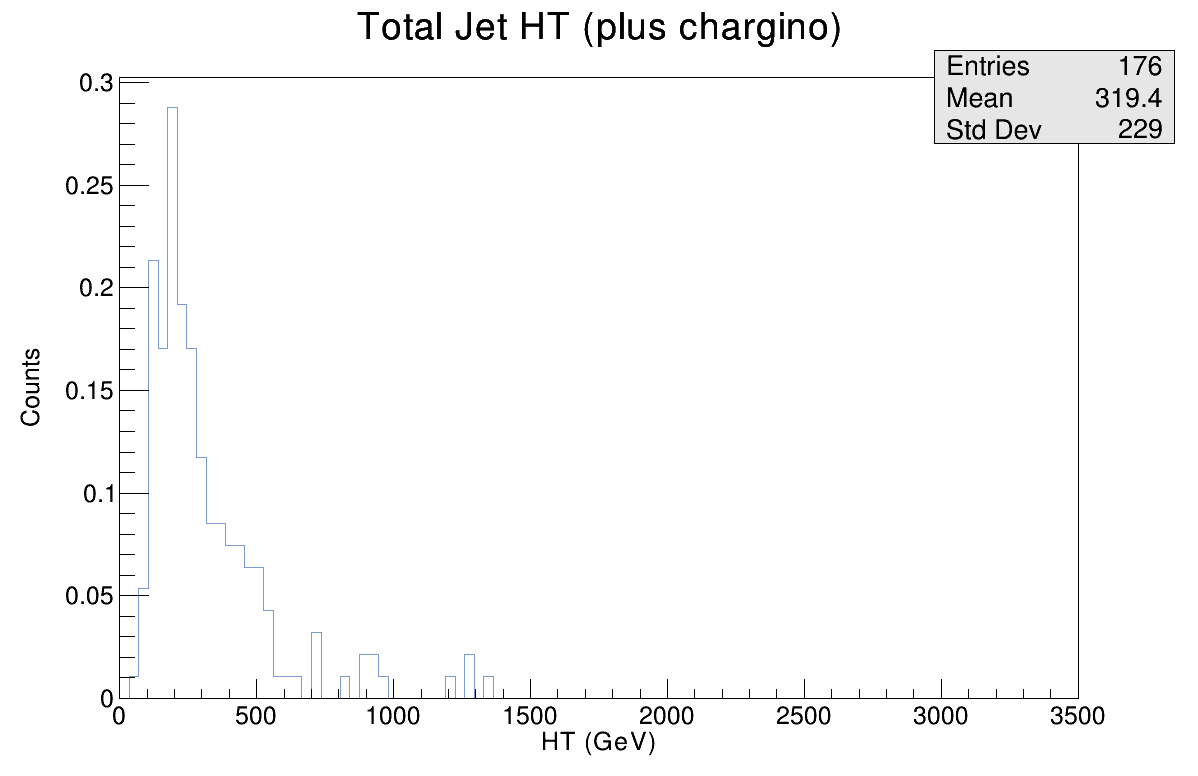 Total Jet HT (plus chargino)
Entries 176
Mean 319.4
Std Dev 229
0.3
0.25
0.2
0.15
0.1
0.05
0
Counts
0 500 1000 1500 2000 2500 3000 3500
HT (GeV)